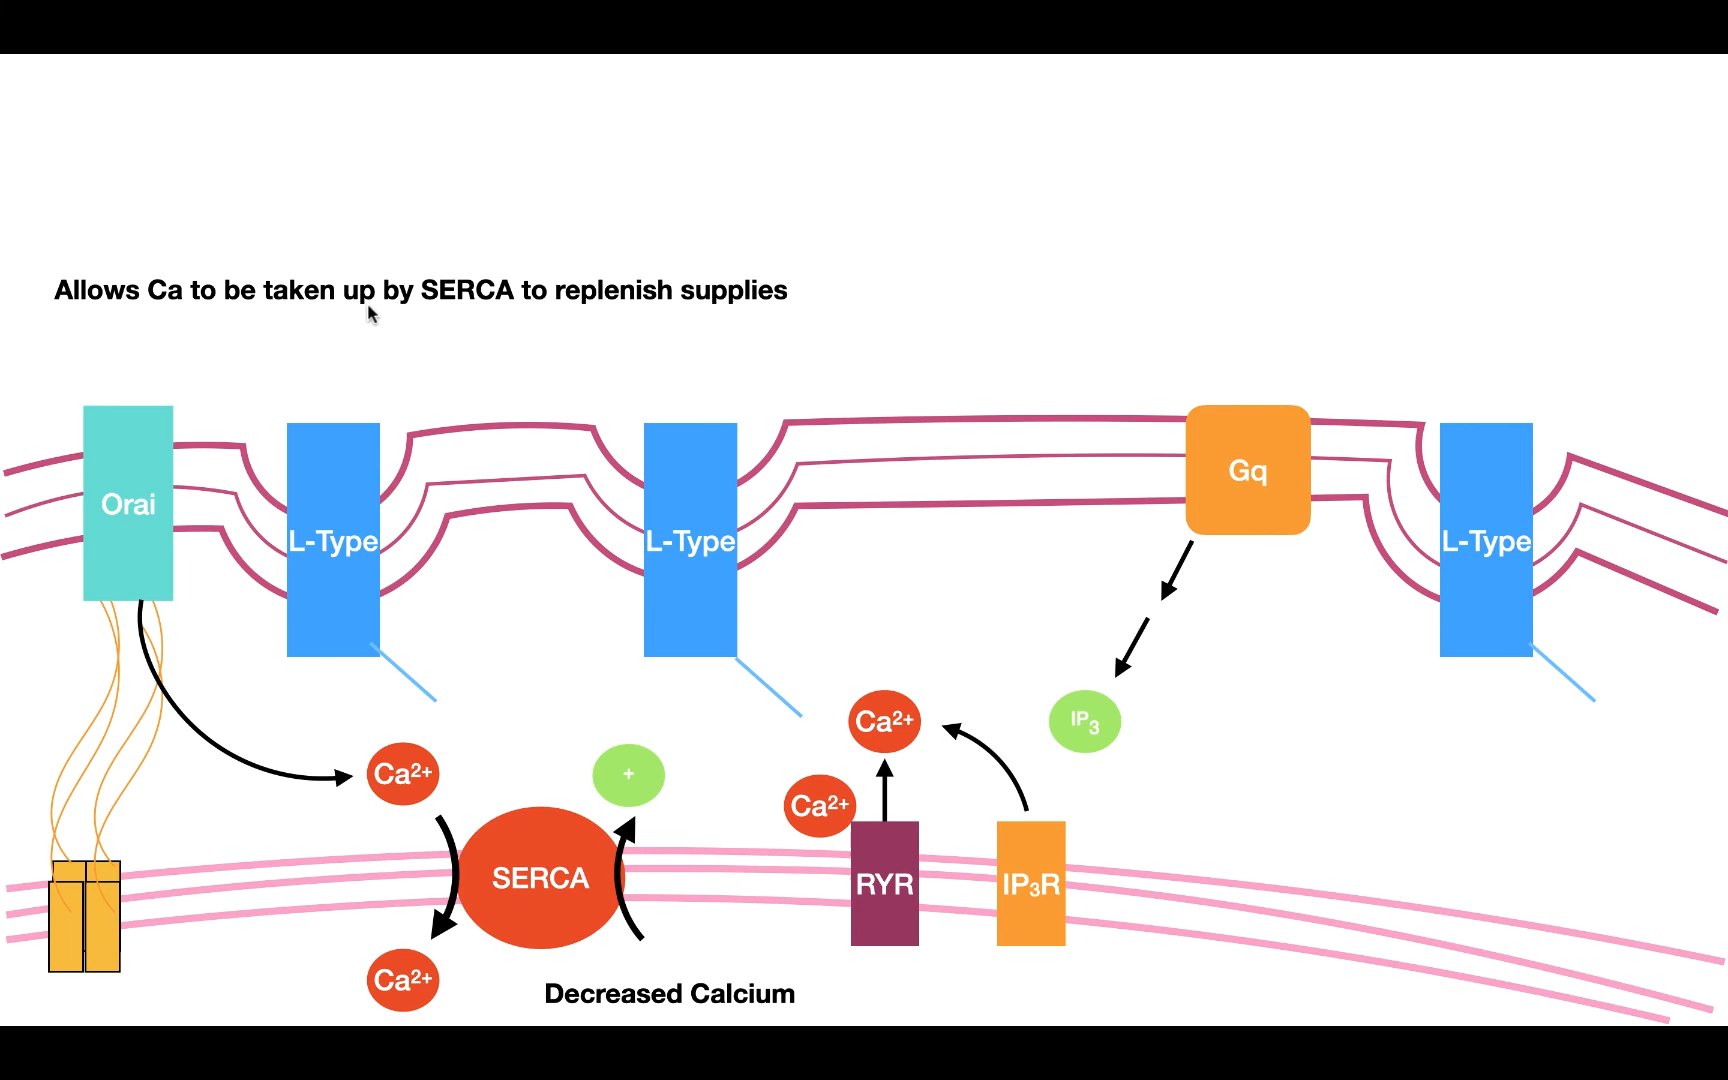 Allows Ca to be taken up by SERCA to replenish supplies
Orai
L-Type
L-Type
Gq
L-Type
Ca²⁺
IP₃
Ca²⁺
+
Ca²⁺
SERCA
RYR
IP₃R
Ca²⁺
Decreased Calcium